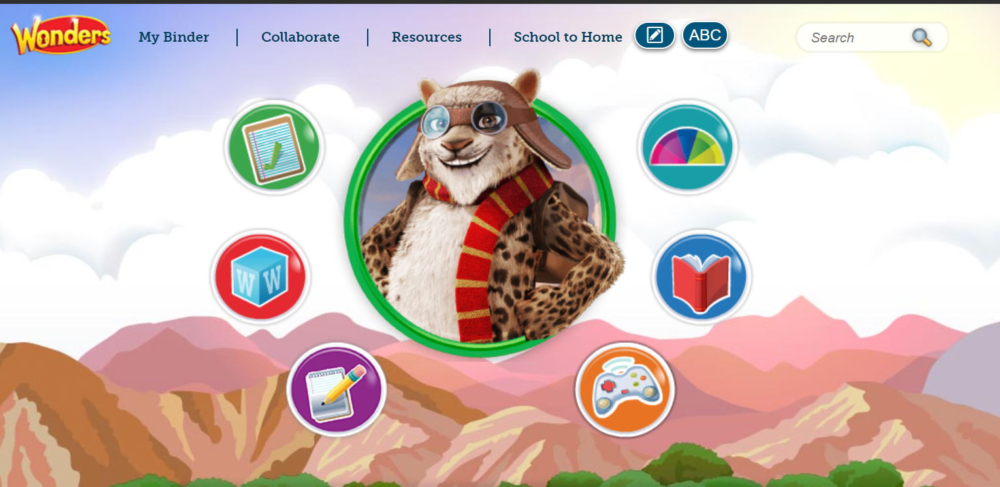 Wonders
My Binder
Collaborate
Resources
School to Home
ABC
Search
W W